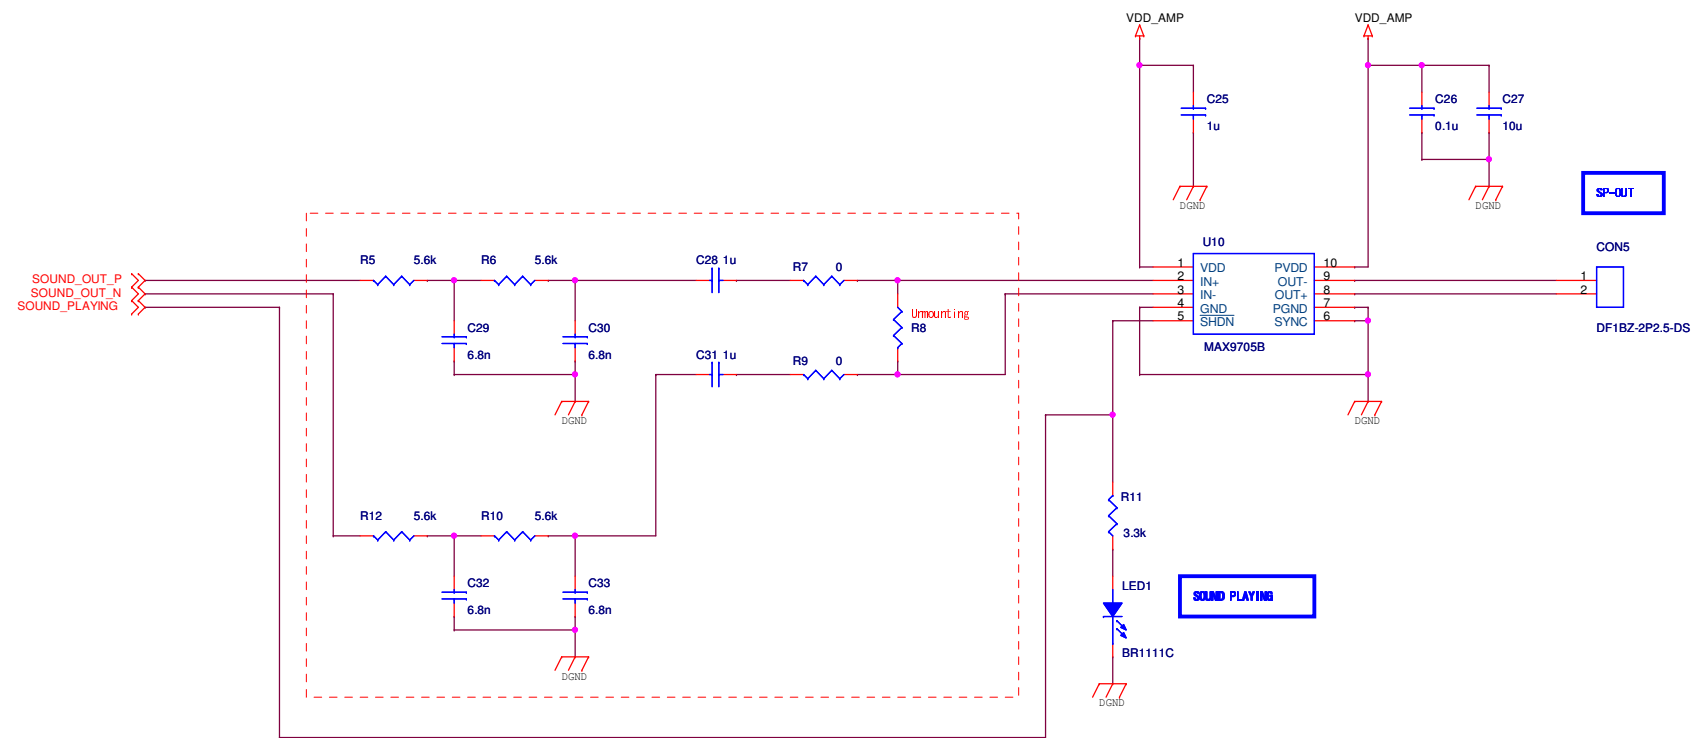 VDD_AMP
VDD_AMP
C25
1u
C26
0.1u
C27
10u
DGND
DGND
SP-OUT
U10
CON5
R5
5.6k
R6
5.6k
C28 1u
R7
0
SOUND_OUT_P
SOUND_OUT_N
SOUND_PLAYING
1
2
3
4
5
VDD
IN+
IN-
GND
SHDN
PVDD
OUT-
OUT+
PGND
SYNC
10
9
8
7
6
1
2
Unmounting
R8
C29
6.8n
C30
6.8n
DF1BZ-2P2.5-DS
MAX9705B
C31 1u
R9
0
DGND
DGND
R11
3.3k
R12
5.6k
R10
5.6k
C32
6.8n
C33
6.8n
LED1
SOUND PLAYING
BR1111C
DGND
DGND